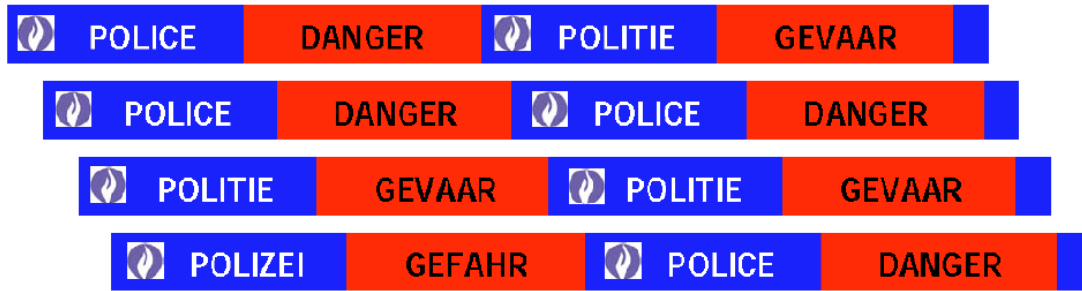 POLICE DANGER POLITIE GEVAAR
POLICE DANGER POLICE DANGER
POLITIE GEVAAR POLITIE GEVAAR
POLIZEI GEFAHR POLICE DANGER